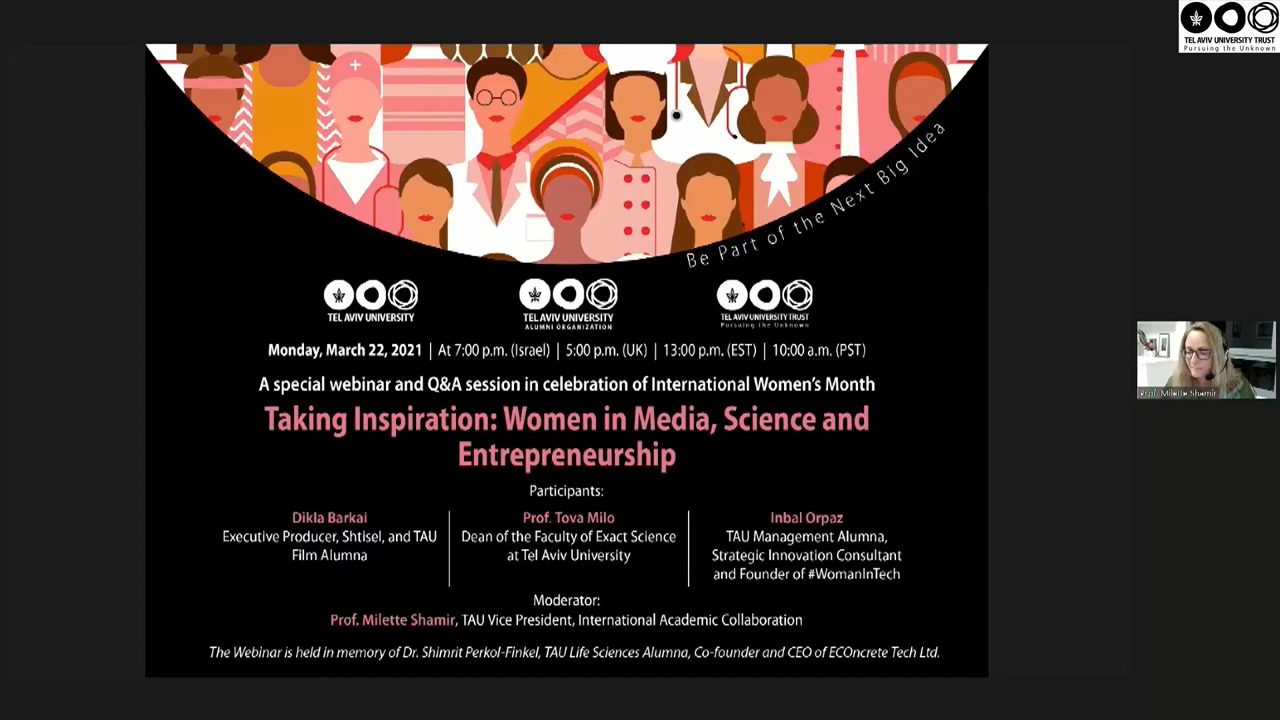 TEL AVIV UNIVERSITY TRUST
Pursuing the Unknown
Be Part of the Next Big Idea
TEL AVIV UNIVERSITY
TEL AVIV UNIVERSITY
ALUMNI ORGANIZATION
TEL AVIV UNIVERSITY TRUST
Pursuing the Unknown
Monday, March 22, 2021 | At 7:00 p.m. (Israel) | 5:00 p.m. (UK) | 13:00 p.m. (EST) | 10:00 a.m. (PST)
A special webinar and Q&A session in celebration of International Women's Month
Taking Inspiration: Women in Media, Science and
Entrepreneurship
Participants:
Dikla Barkai
Executive Producer, Shtisel, and TAU
Film Alumna
Prof. Tova Milo
Dean of the Faculty of Exact Science
at Tel Aviv University
Inbal Orpaz
TAU Management Alumna,
Strategic Innovation Consultant
and Founder of #WomanInTech
Moderator:
Prof. Milette Shamir, TAU Vice President, International Academic Collaboration
The Webinar is held in memory of Dr. Shimrit Perkol-Finkel, TAU Life Sciences Alumna, Co-founder and CEO of ECOncrete Tech Ltd.
Prof. Milette Shamir